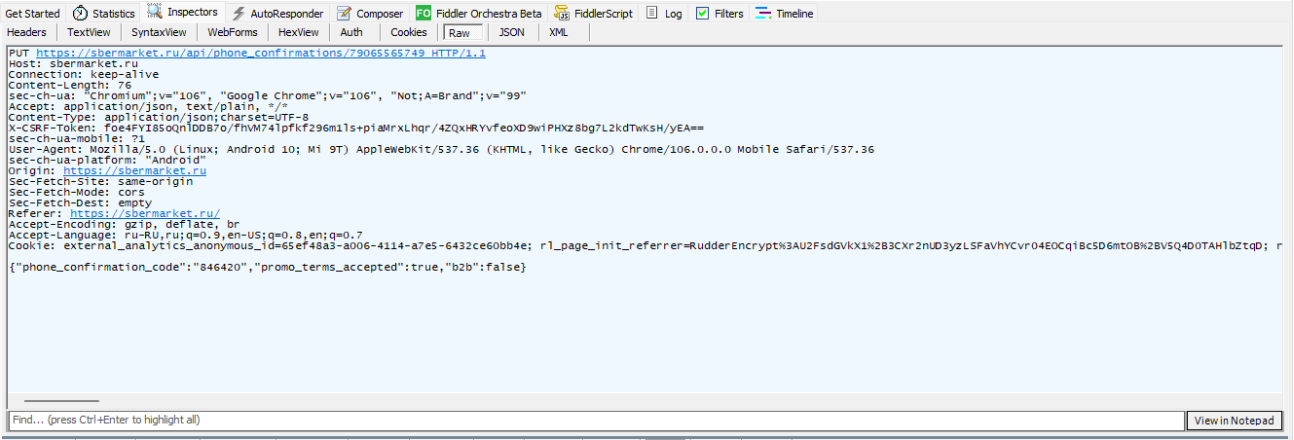 Get Started Statistics Inspectors AutoResponder Composer FO Fiddler Orchestra Beta FiddlerScript Log Filters Timeline
Headers TextView SyntaxView WebForms HexView Auth Cookies Raw JSON XML
PUT https://sbermarket.ru/api/phone_confirmations/79065565749 HTTP/1.1
Host: sbermarket.ru
Connection: keep-alive
Content-Length: 76
sec-ch-ua: "Chromium";v="106", "Google Chrome";v="106", "Not;A=Brand";v="99"
Accept: application/json, text/plain, */*
Content-Type: application/json;charset=UTF-8
X-CSRF-Token: foe4FYI85oQnlDDB7o/fhVM74lpfkf296m1ls+piaMrxLhqr/4ZQxHRYvfeoXD9wiPHXz8bg7L2kdTwKsH/yEA==
sec-ch-ua-mobile: ?1
User-Agent: Mozilla/5.0 (Linux; Android 10; Mi 9T) AppleWebKit/537.36 (KHTML, like Gecko) Chrome/106.0.0.0 Mobile Safari/537.36
sec-ch-ua-platform: "Android"
Origin: https://sbermarket.ru
Sec-Fetch-Site: same-origin
Sec-Fetch-Mode: cors
Sec-Fetch-Dest: empty
Referer: https://sbermarket.ru/
Accept-Encoding: gzip, deflate, br
Accept-Language: ru-RU,ru;q=0.9,en-US;q=0.8,en;q=0.7
Cookie: external_analytics_anonymous_id=65ef48a3-a006-4114-a7e5-6432ce60bb4e; rl_page_init_referrer=RudderEncrypt%3AU2FsdGVkX1%2B3CXr2nUD3yzLSFaVhYCvr04EOCqiBc5D6mtOB%2BV5Q4D0TAHlbZtqD; r
{"phone_confirmation_code":"846420","promo_terms_accepted":true,"b2b":false}
Find... (press Ctrl+Enter to highlight all)
View in Notepad